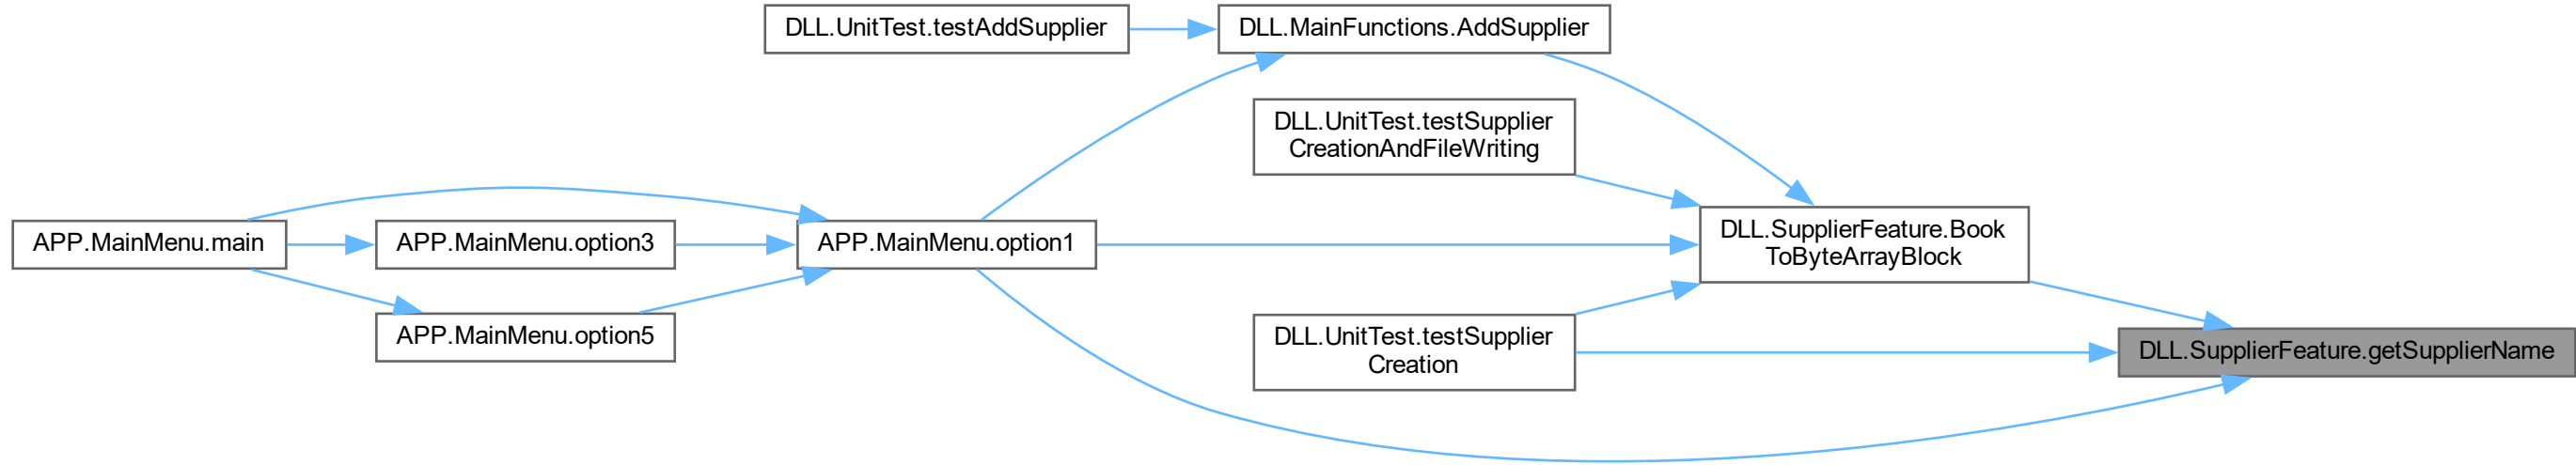 DLL.UnitTest.testAddSupplier
DLL.MainFunctions.AddSupplier
DLL.UnitTest.testSupplier
CreationAndFileWriting
APP.MainMenu.main
APP.MainMenu.option3
APP.MainMenu.option1
DLL.SupplierFeature.Book
ToByteArrayBlock
APP.MainMenu.option5
DLL.UnitTest.testSupplier
Creation
DLL.SupplierFeature.getSupplierName